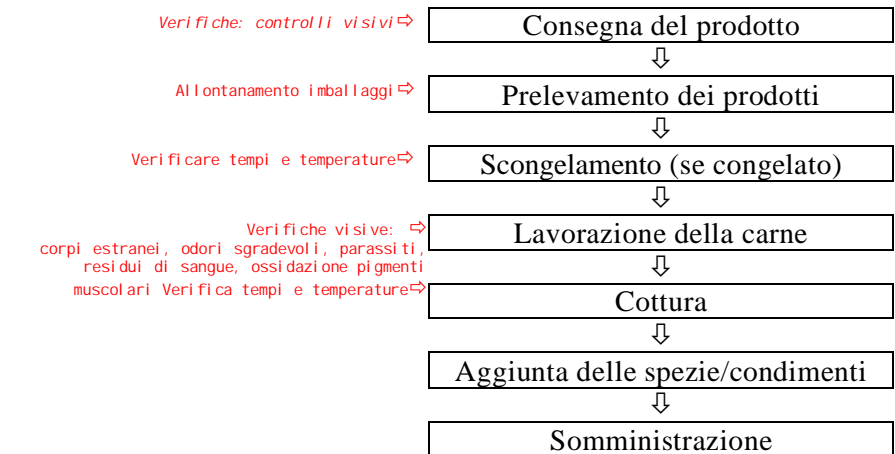 Verifiche: controlli visivi⇨ Consegna del prodotto
⇩
Allontanamento imballaggi⇨ Prelevamento dei prodotti
⇩
Verificare tempi e temperature⇨ Scongelamento (se congelato)
⇩
Verifiche visive: ⇨ Lavorazione della carne
corpi estranei, odori sgradevoli, parassiti,
residui di sangue, ossidazione pigmenti
⇩
muscolari Verifica tempi e temperature⇨ Cottura
⇩
Aggiunta delle spezie/condimenti
⇩
Somministrazione